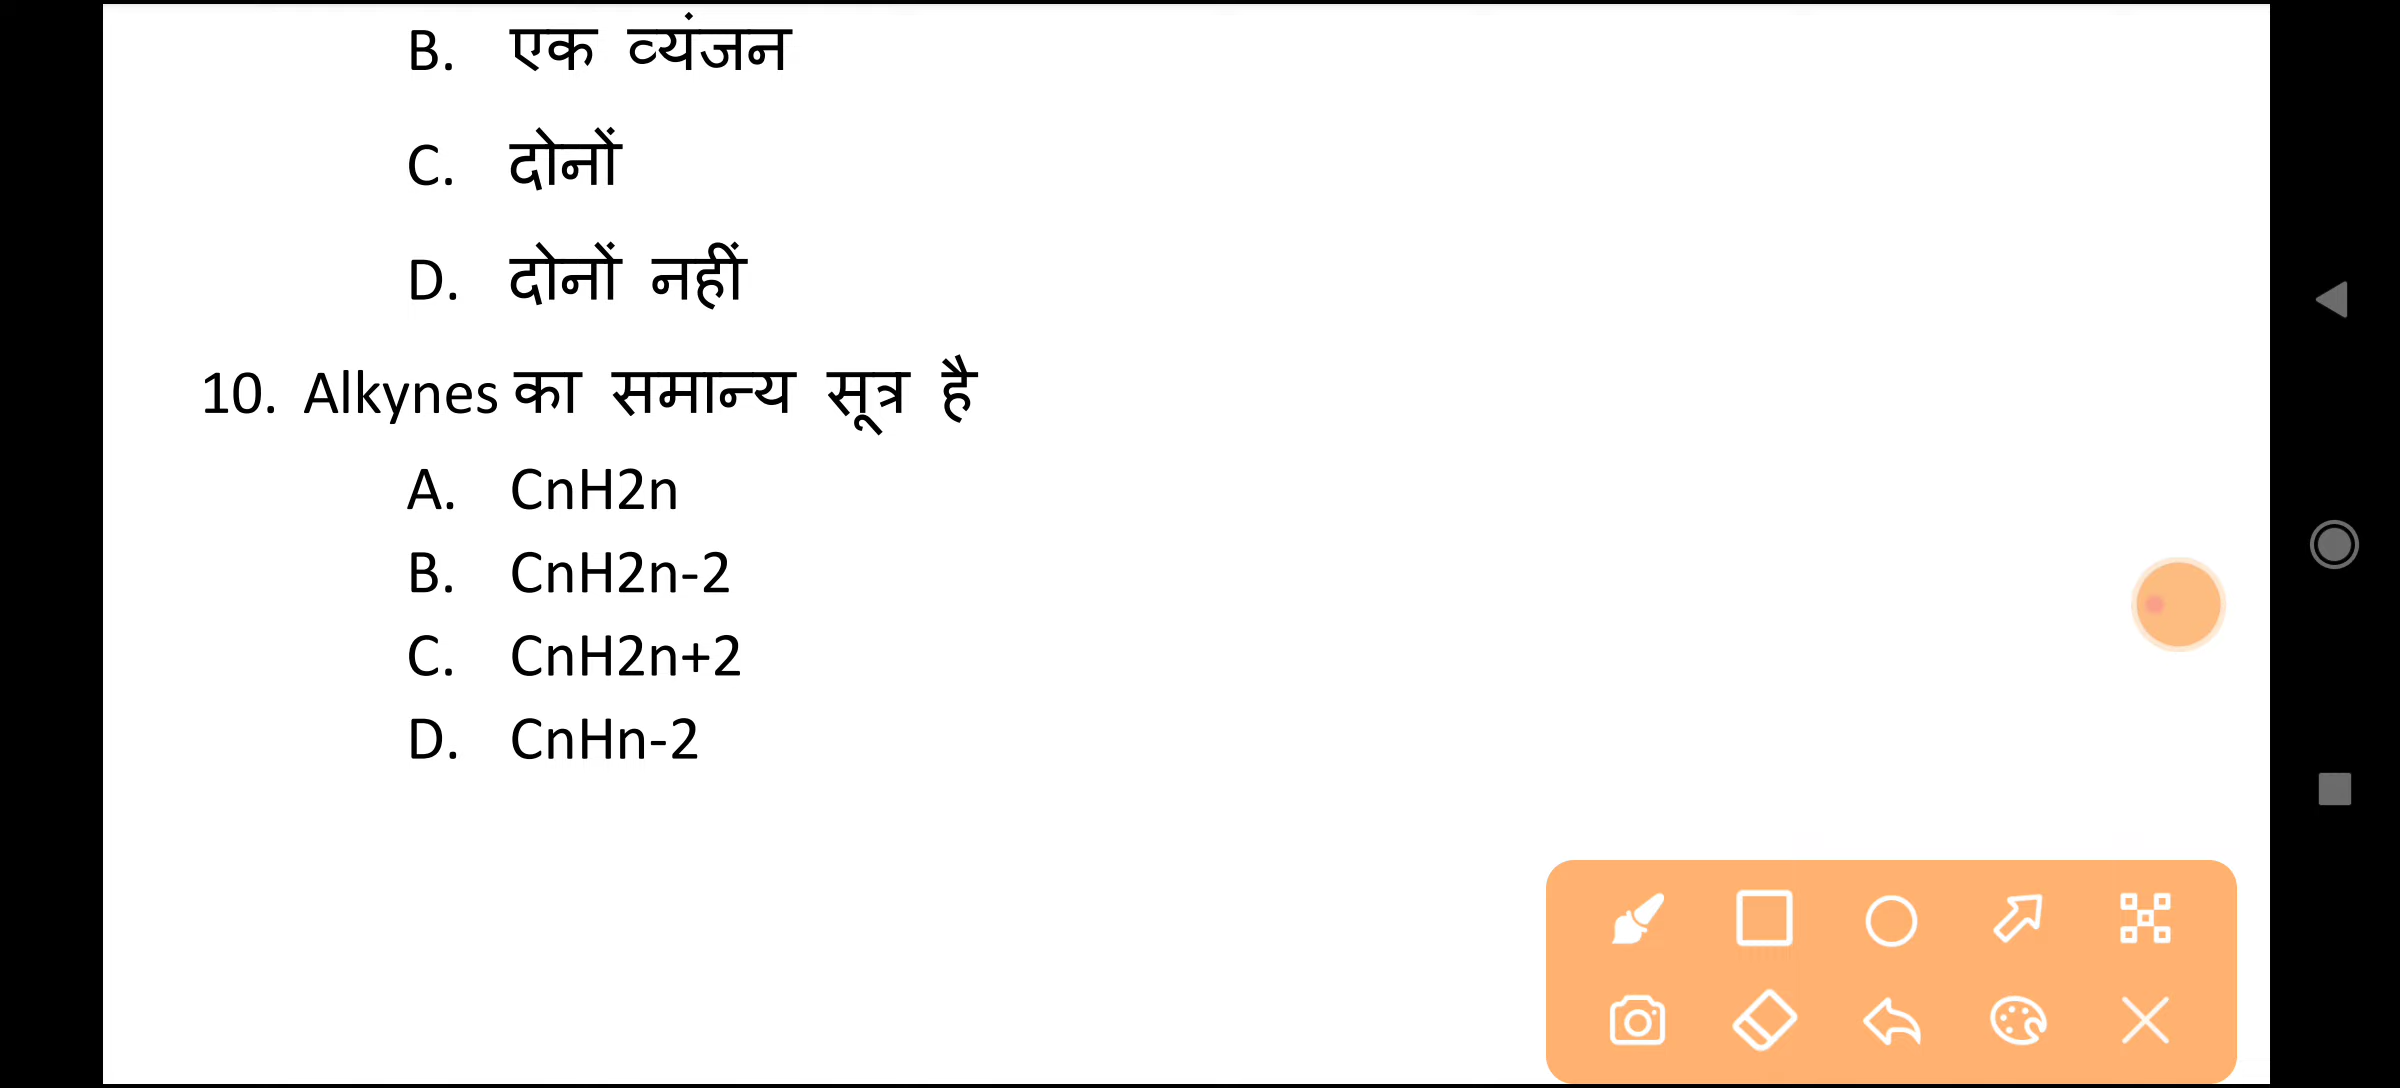 B. एक व्यंजन
C. दोनों
D. दोनों नहीं
10. Alkynes का समान्य सूत्र है
A. CnH2n
B. CnH2n-2
C. CnH2n+2
D. CnHn-2